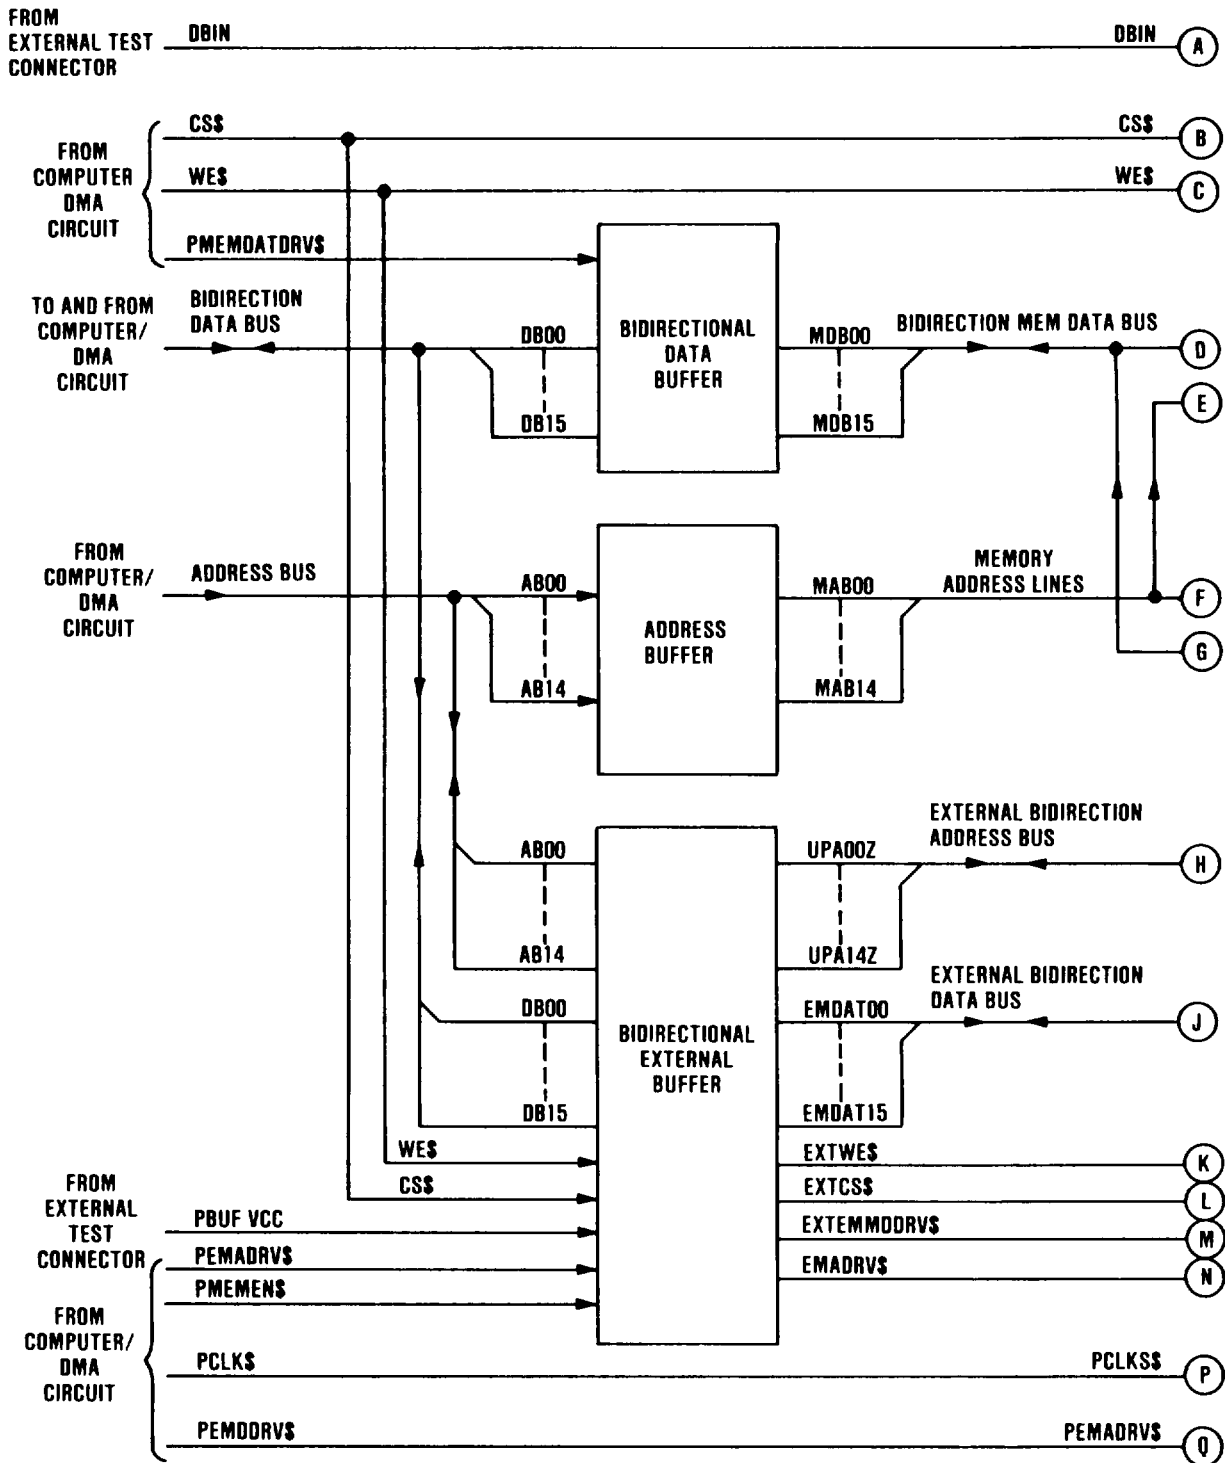 FROM
EXTERNAL TEST
CONNECTOR
DBIN
DBIN
A
FROM
COMPUTER
DMA
CIRCUIT
CS$
CS$
B
WE$
WE$
C
PMEMDATDRV$
TO AND FROM
COMPUTER/
DMA
CIRCUIT
BIDIRECTION
DATA BUS
DB00
DB15
BIDIRECTIONAL
DATA
BUFFER
MDB00
MDB15
BIDIRECTION MEM DATA BUS
D
E
FROM
COMPUTER/
DMA
CIRCUIT
ADDRESS BUS
AB00
AB14
ADDRESS
BUFFER
MAB00
MAB14
MEMORY
ADDRESS LINES
F
G
AB00
AB14
DB00
DB15
WE$
CS$
BIDIRECTIONAL
EXTERNAL
BUFFER
UPA00Z
UPA14Z
EXTERNAL BIDIRECTION
ADDRESS BUS
H
EMDAT00
EMDAT15
EXTERNAL BIDIRECTION
DATA BUS
J
EXTWE$
K
EXTCS$
L
EXTEMMDDRV$
M
EMADRV$
N
FROM
EXTERNAL
TEST
CONNECTOR
PBUF VCC
FROM
COMPUTER/
DMA
CIRCUIT
PEMADRV$
PMEMEN$
PCLK$
PCLKS$
P
PEMDDRV$
PEMADRV$
Q